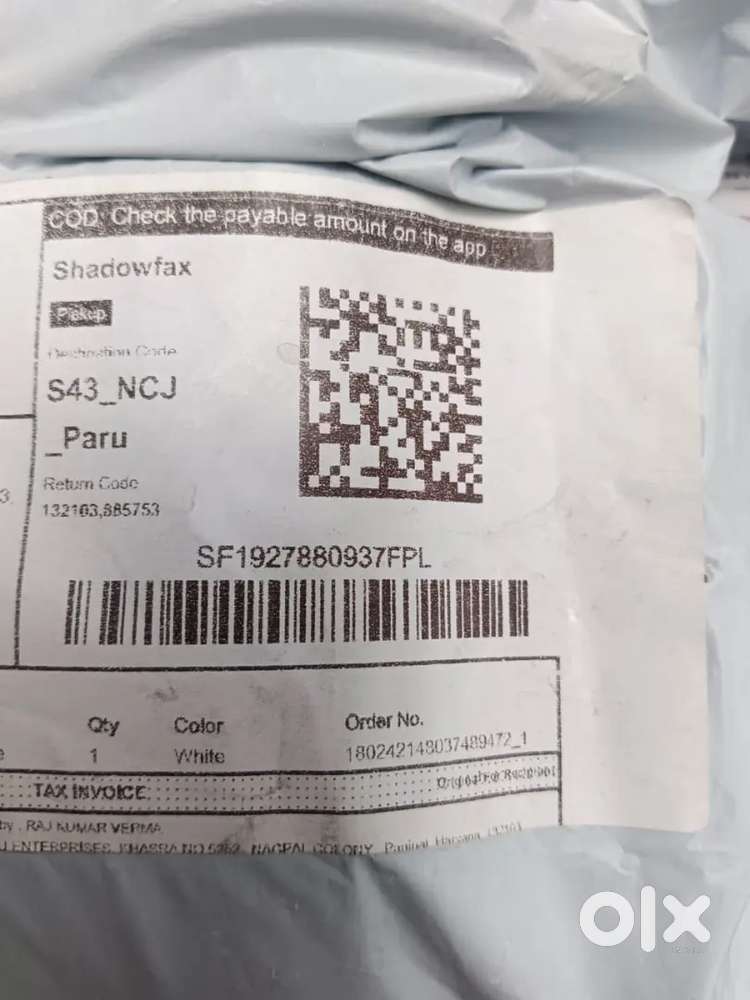 COD: Check the payable amount on the app
Shadowfax
Pickup
Destination Code
S43_NCJ
_Paru
Return Code
132103,885753
SF1927880937FPL
Qty Color Order No.
1 White 180242148037489472_1
TAX INVOICE Original For Recipient
by : RAJ KUMAR VERMA
ENTERPRISES, KHASRA NO 5262, NAGPAL COLONY, Panipat Haryana
olx